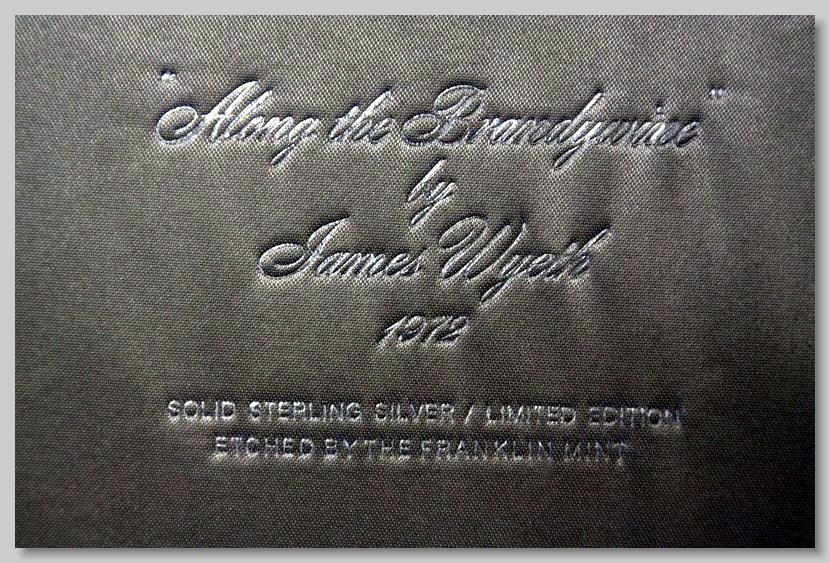 "Along the Brandywine"
by
James Wyeth
1972
SOLID STERLING SILVER / LIMITED EDITION
ETCHED BY THE FRANKLIN MINT